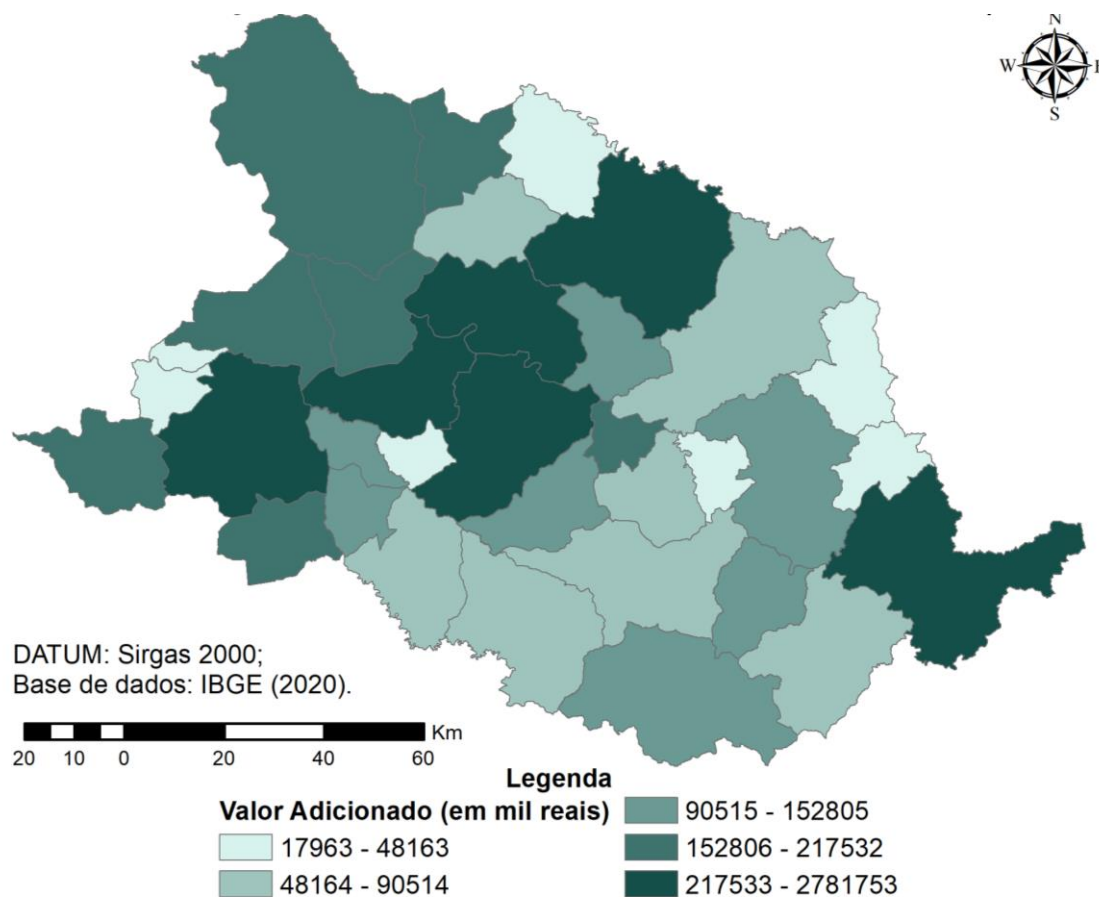 N
W
S
DATUM: Sirgas 2000;
Base de dados: IBGE (2020).
Km
20 10 0 20 40 60
Legenda
Valor Adicionado (em mil reais)
17963 - 48163
48164 - 90514
90515 - 152805
152806 - 217532
217533 - 2781753